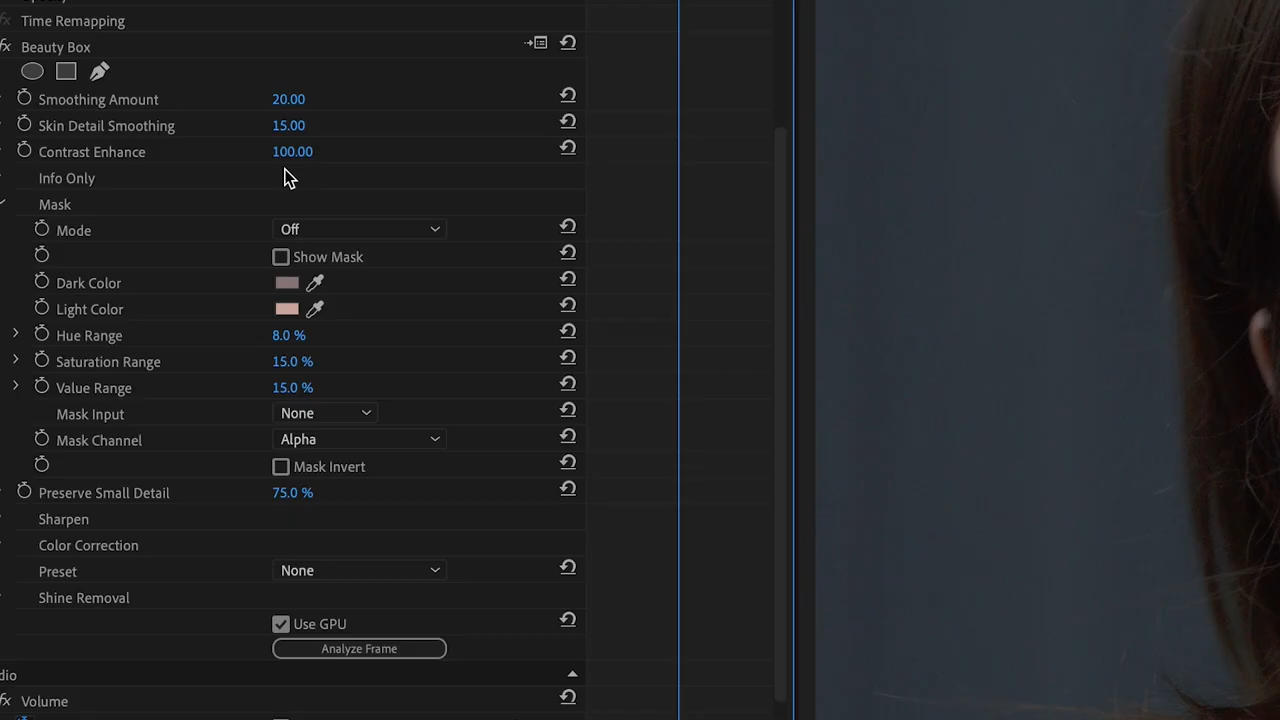 fx Time Remapping
fx Beauty Box
Smoothing Amount 20.00
Skin Detail Smoothing 15.00
Contrast Enhance 100.00
Info Only
Mask
Mode Off
Show Mask
Dark Color
Light Color
Hue Range 8.0 %
Saturation Range 15.0 %
Value Range 15.0 %
Mask Input None
Mask Channel Alpha
Mask Invert
Preserve Small Detail 75.0 %
Sharpen
Color Correction
Preset None
Shine Removal
Use GPU
Analyze Frame
dio
fx Volume